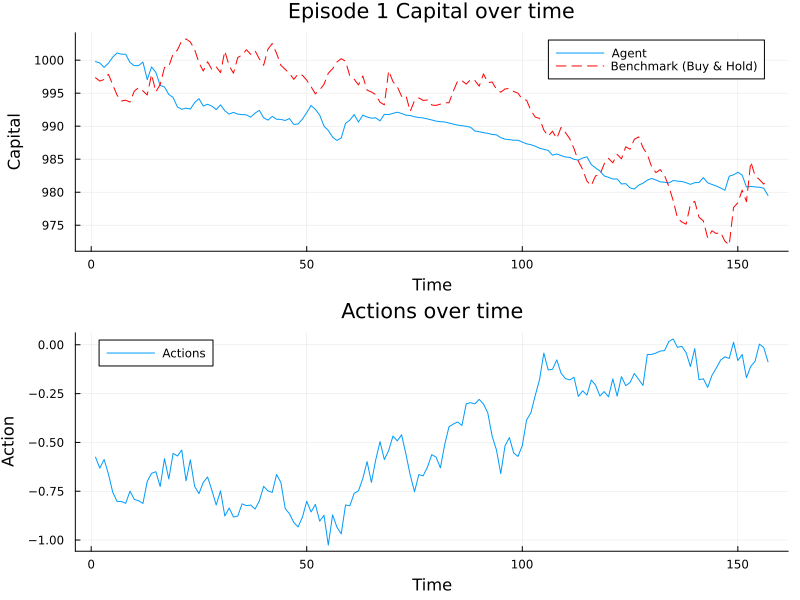 Episode 1 Capital over time
Capital
1000
995
990
985
980
975
Agent
Benchmark (Buy & Hold)
0
50
100
150
Time
Actions over time
Action
0.00
−0.25
−0.50
−0.75
−1.00
Actions
0
50
100
150
Time